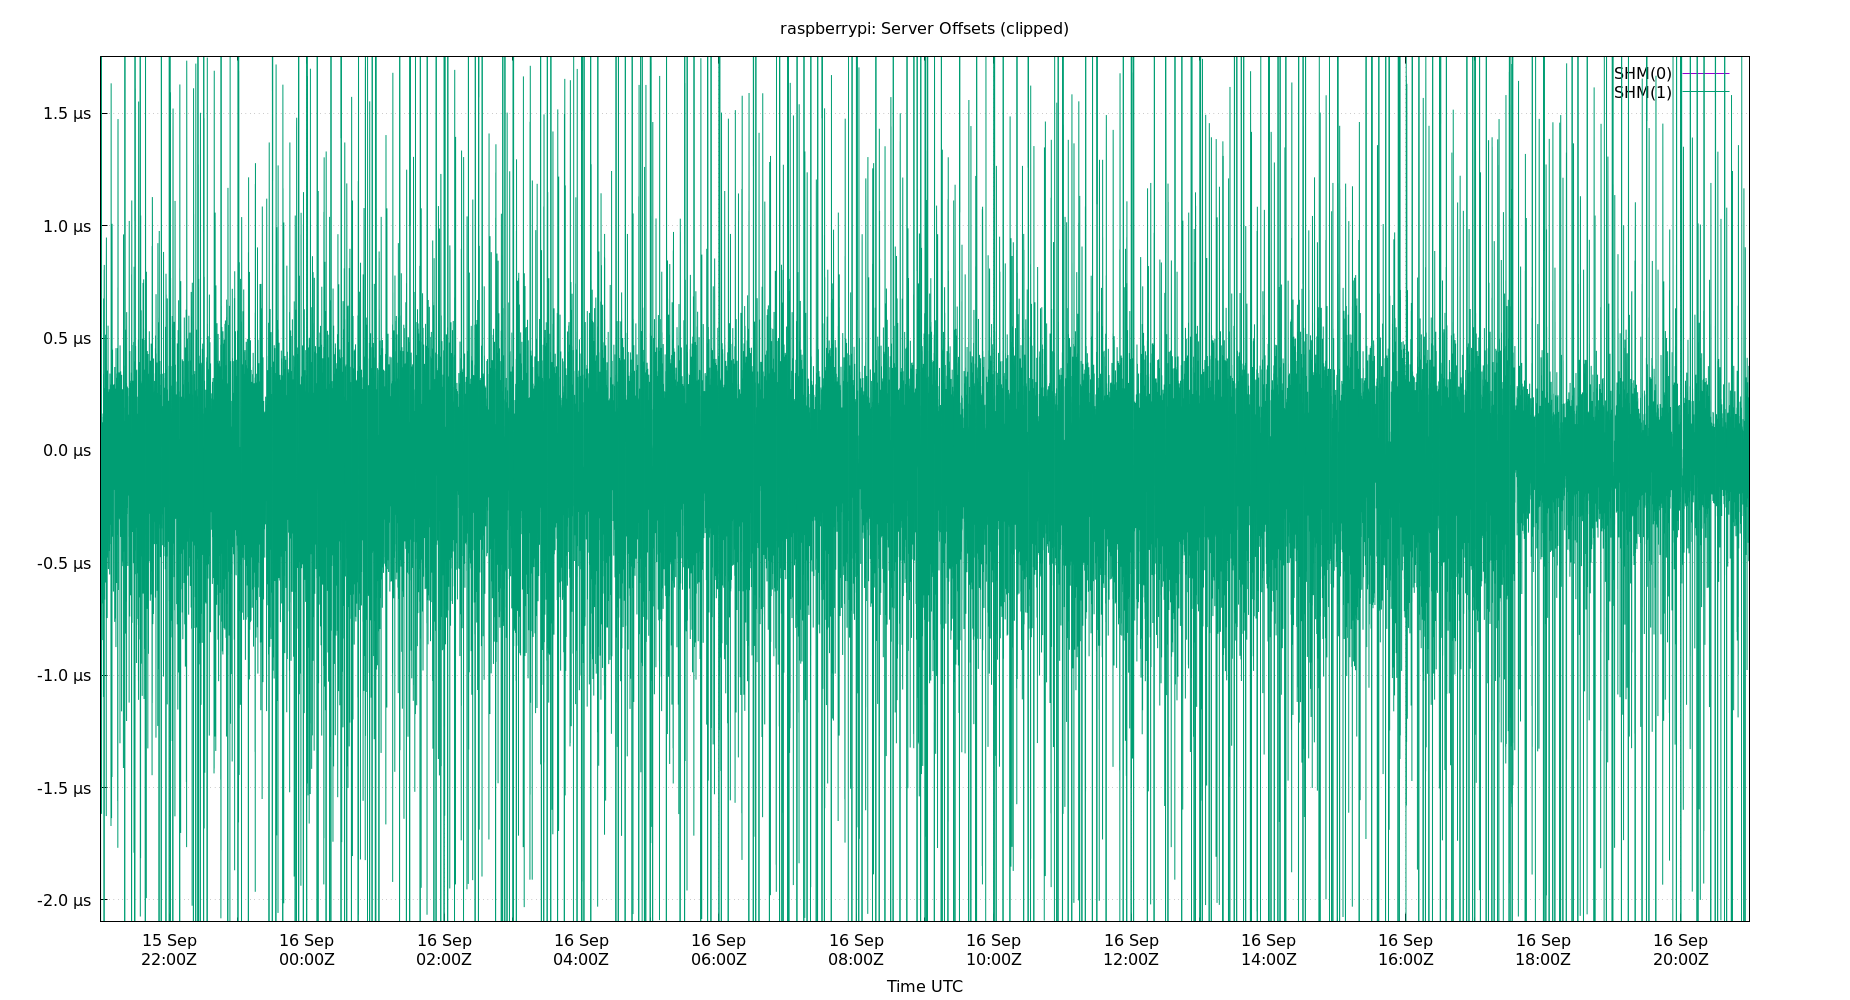 raspberrypi: Server Offsets (clipped)
SHM(0)
SHM(1)
1.5 µs
1.0 µs
0.5 µs
0.0 µs
-0.5 µs
-1.0 µs
-1.5 µs
-2.0 µs
15 Sep 16 Sep 16 Sep 16 Sep 16 Sep 16 Sep 16 Sep 16 Sep 16 Sep 16 Sep 16 Sep 16 Sep
22:00Z 00:00Z 02:00Z 04:00Z 06:00Z 08:00Z 10:00Z 12:00Z 14:00Z 16:00Z 18:00Z 20:00Z
Time UTC